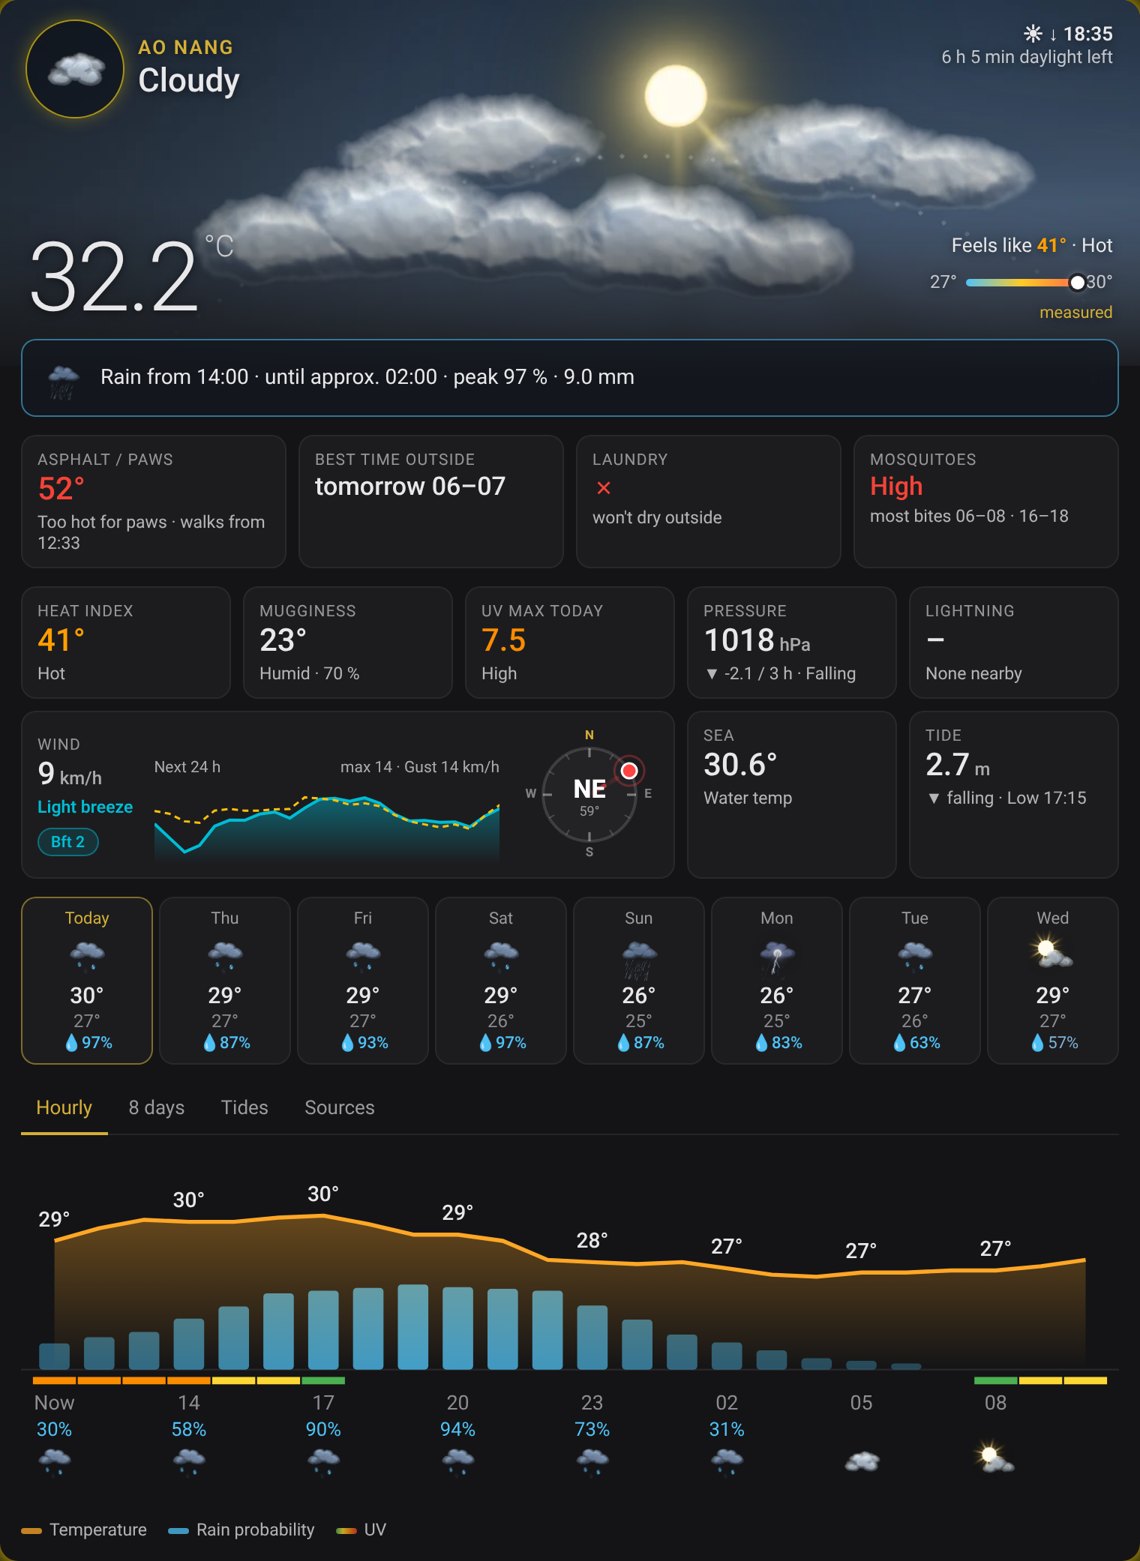 AO NANG
Cloudy
☀ ↓ 18:35
6 h 5 min daylight left
32.2 °C
Feels like 41° · Hot
27° 30°
measured
Rain from 14:00 · until approx. 02:00 · peak 97 % · 9.0 mm
ASPHALT / PAWS
52°
Too hot for paws · walks from
12:33
BEST TIME OUTSIDE
tomorrow 06–07
LAUNDRY
×
won't dry outside
MOSQUITOES
High
most bites 06–08 · 16–18
HEAT INDEX
41°
Hot
MUGGINESS
23°
Humid · 70 %
UV MAX TODAY
7.5
High
PRESSURE
1018 hPa
▼ -2.1 / 3 h · Falling
LIGHTNING
–
None nearby
WIND
9 km/h
Light breeze
Bft 2
Next 24 h
max 14 · Gust 14 km/h
N
W
NE
E
59°
S
SEA
30.6°
Water temp
TIDE
2.7 m
▼ falling · Low 17:15
Today
30°
27°
97%
Thu
29°
27°
87%
Fri
29°
27°
93%
Sat
29°
26°
97%
Sun
26°
25°
87%
Mon
26°
25°
83%
Tue
27°
26°
63%
Wed
29°
27°
57%
Hourly 8 days Tides Sources
29° 30° 30° 29° 28° 27° 27° 27°
Now 14 17 20 23 02 05 08
30% 58% 90% 94% 73% 31%
Temperature Rain probability UV